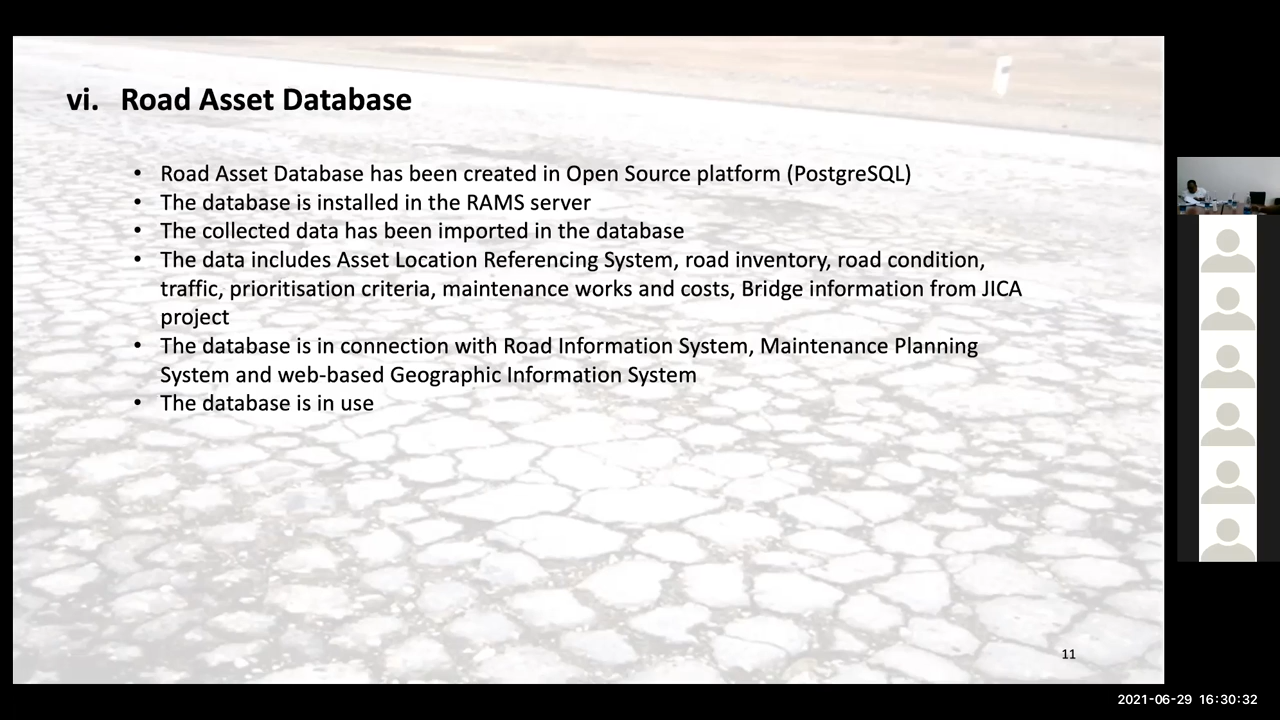 vi. Road Asset Database
• Road Asset Database has been created in Open Source platform (PostgreSQL)
• The database is installed in the RAMS server
• The collected data has been imported in the database
• The data includes Asset Location Referencing System, road inventory, road condition,
traffic, prioritisation criteria, maintenance works and costs, Bridge information from JICA
project
• The database is in connection with Road Information System, Maintenance Planning
System and web-based Geographic Information System
• The database is in use
11
2021-06-29 16:30:32